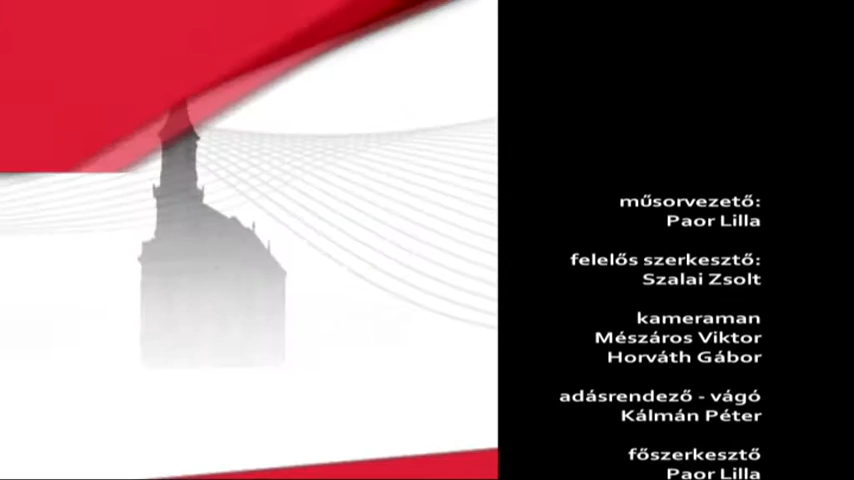 műsorvezető:
Paor Lilla
felelős szerkesztő:
Szalai Zsolt
kameraman
Mészáros Viktor
Horváth Gábor
adásrendező - vágó
Kálmán Péter
főszerkesztő
Paor Lilla